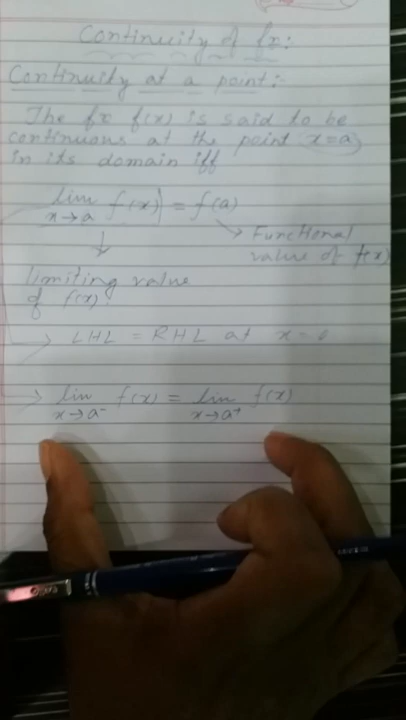 Continuity of fx:
Continuity at a point:-
The fx f(x) is said to be
continuous at the point x=a,
in its domain iff
lim x→a f(x) = f(a)
Functional
value of f(x)
limiting value
of f(x).
LHL = RHL at x=
lim x→a⁻ f(x) = lim x→a⁺ f(x)